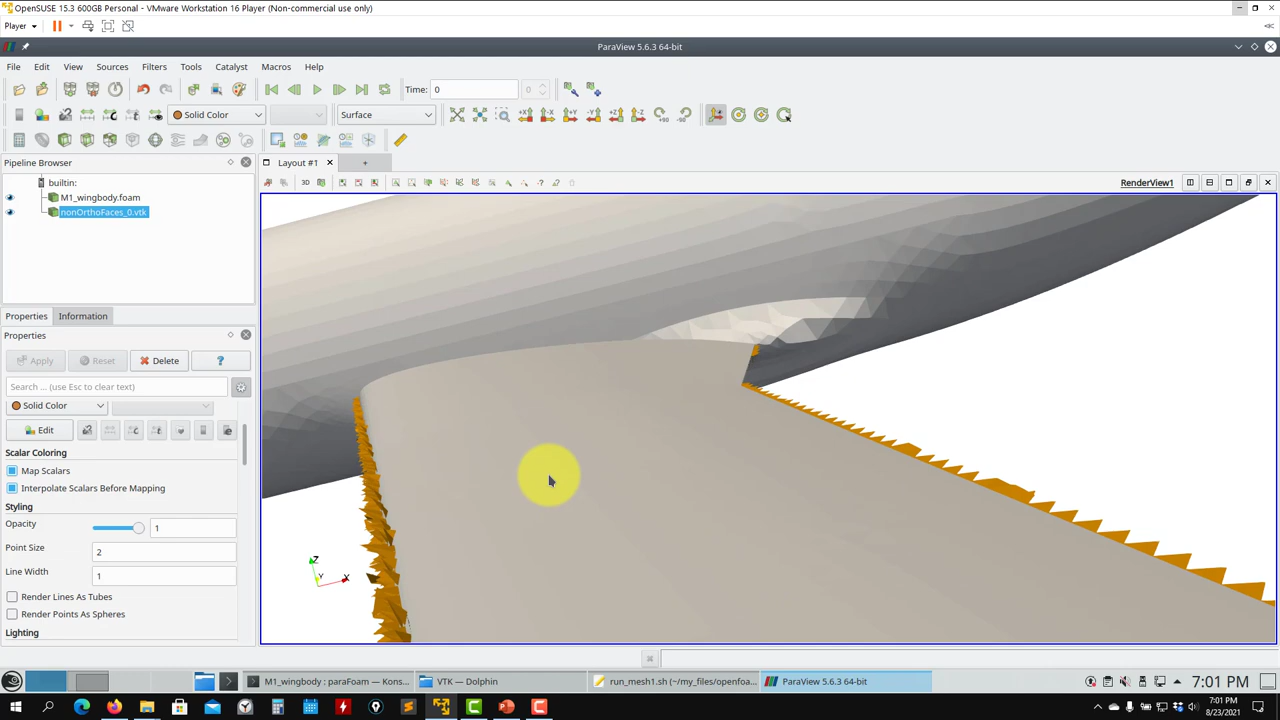 OpenSUSE 15.3 600GB Personal - VMware Workstation 16 Player (Non-commercial use only)
Player
ParaView 5.6.3 64-bit
File Edit View Sources Filters Tools Catalyst Macros Help
Time: 0 0
Solid Color Surface +X -X +Y -Y +Z -Z +90 -90
Pipeline Browser
Layout #1 +
builtin:
3D RenderView1
M1_wingbody.foam
nonOrthoFaces_0.vtk
Properties Information
Properties
Apply Reset Delete ?
Search ... (use Esc to clear text)
Solid Color
Edit
Scalar Coloring
Map Scalars
Interpolate Scalars Before Mapping
Styling
Opacity 1
Point Size 2
Line Width 1
Render Lines As Tubes
Render Points As Spheres
Lighting
Z
Y X
M1_wingbody : paraFoam — Kons...
VTK — Dolphin
run_mesh1.sh (~/my_files/openfoa...
ParaView 5.6.3 64-bit
7:01 PM
7:01 PM
8/23/2021